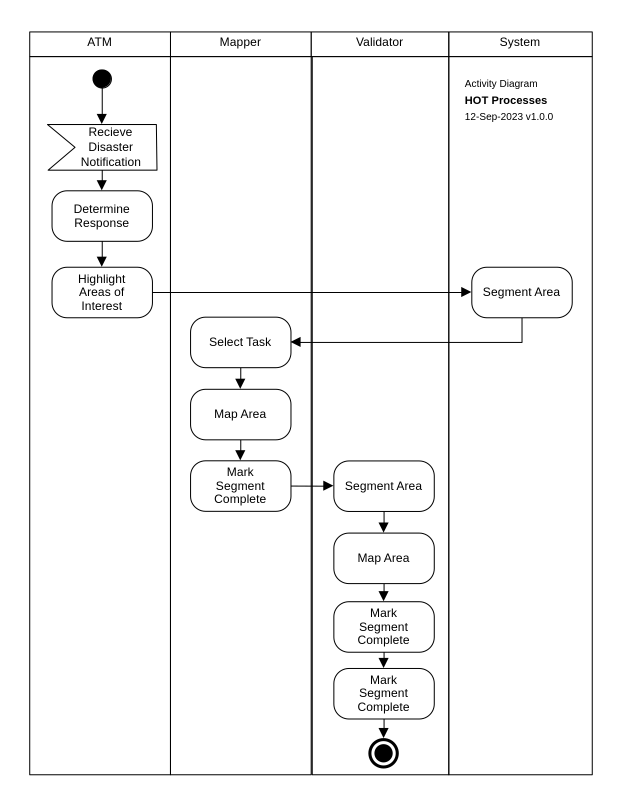 ATM
Mapper
Validator
System
Activity Diagram
HOT Processes
12-Sep-2023 v1.0.0
Recieve
Disaster
Notification
Determine
Response
Highlight
Areas of
Interest
Segment Area
Select Task
Map Area
Mark
Segment
Complete
Segment Area
Map Area
Mark
Segment
Complete
Mark
Segment
Complete